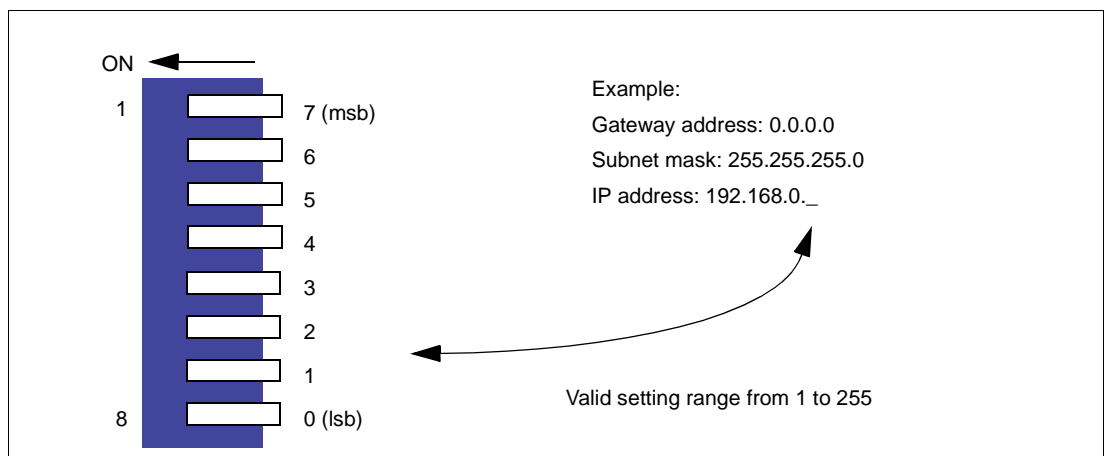 ON
1
7 (msb)
6
5
4
3
2
1
8
0 (lsb)
Example:
Gateway address: 0.0.0.0
Subnet mask: 255.255.255.0
IP address: 192.168.0._
Valid setting range from 1 to 255